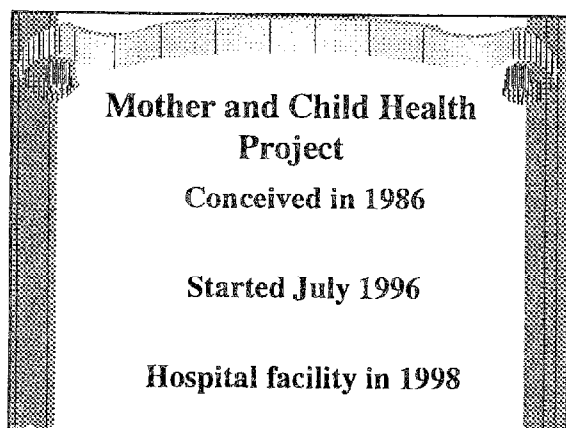 Mother and Child Health
Project
Conceived in 1986
Started July 1996
Hospital facility in 1998